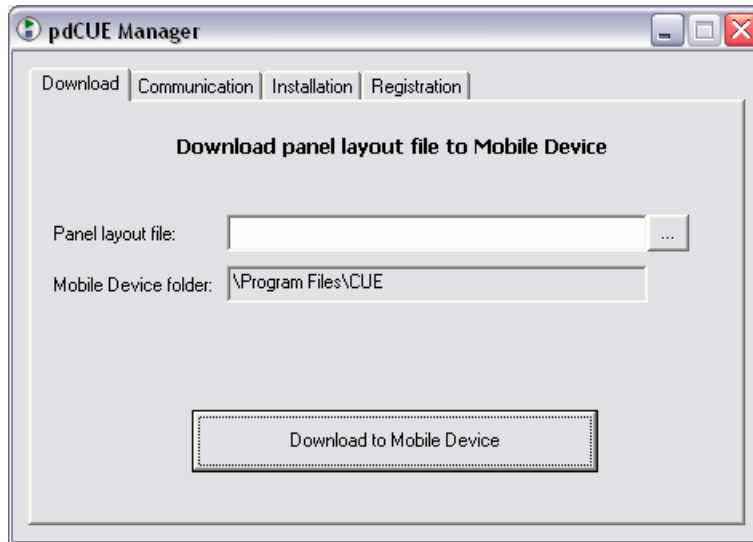 pdCUE Manager
Download Communication Installation Registration
Download panel layout file to Mobile Device
Panel layout file: ...
Mobile Device folder: \Program Files\CUE
Download to Mobile Device